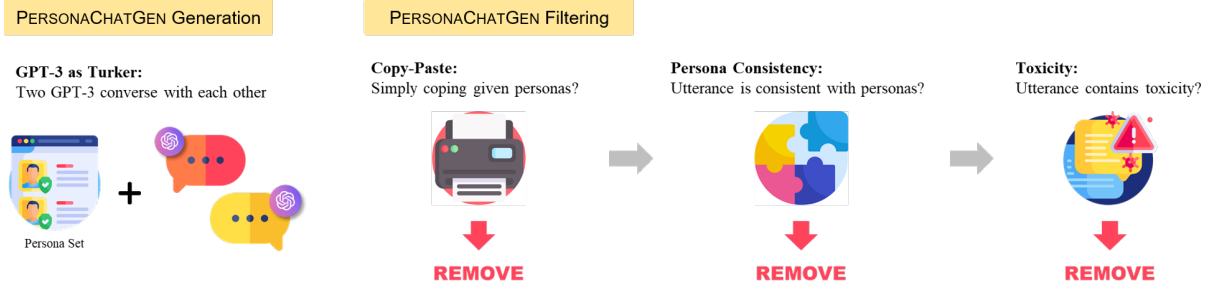 PERSONACHATGEN Generation
PERSONACHATGEN Filtering
GPT-3 as Turker:
Two GPT-3 converse with each other
Persona Set
Copy-Paste:
Simply coping given personas?
REMOVE
Persona Consistency:
Utterance is consistent with personas?
REMOVE
Toxicity:
Utterance contains toxicity?
REMOVE